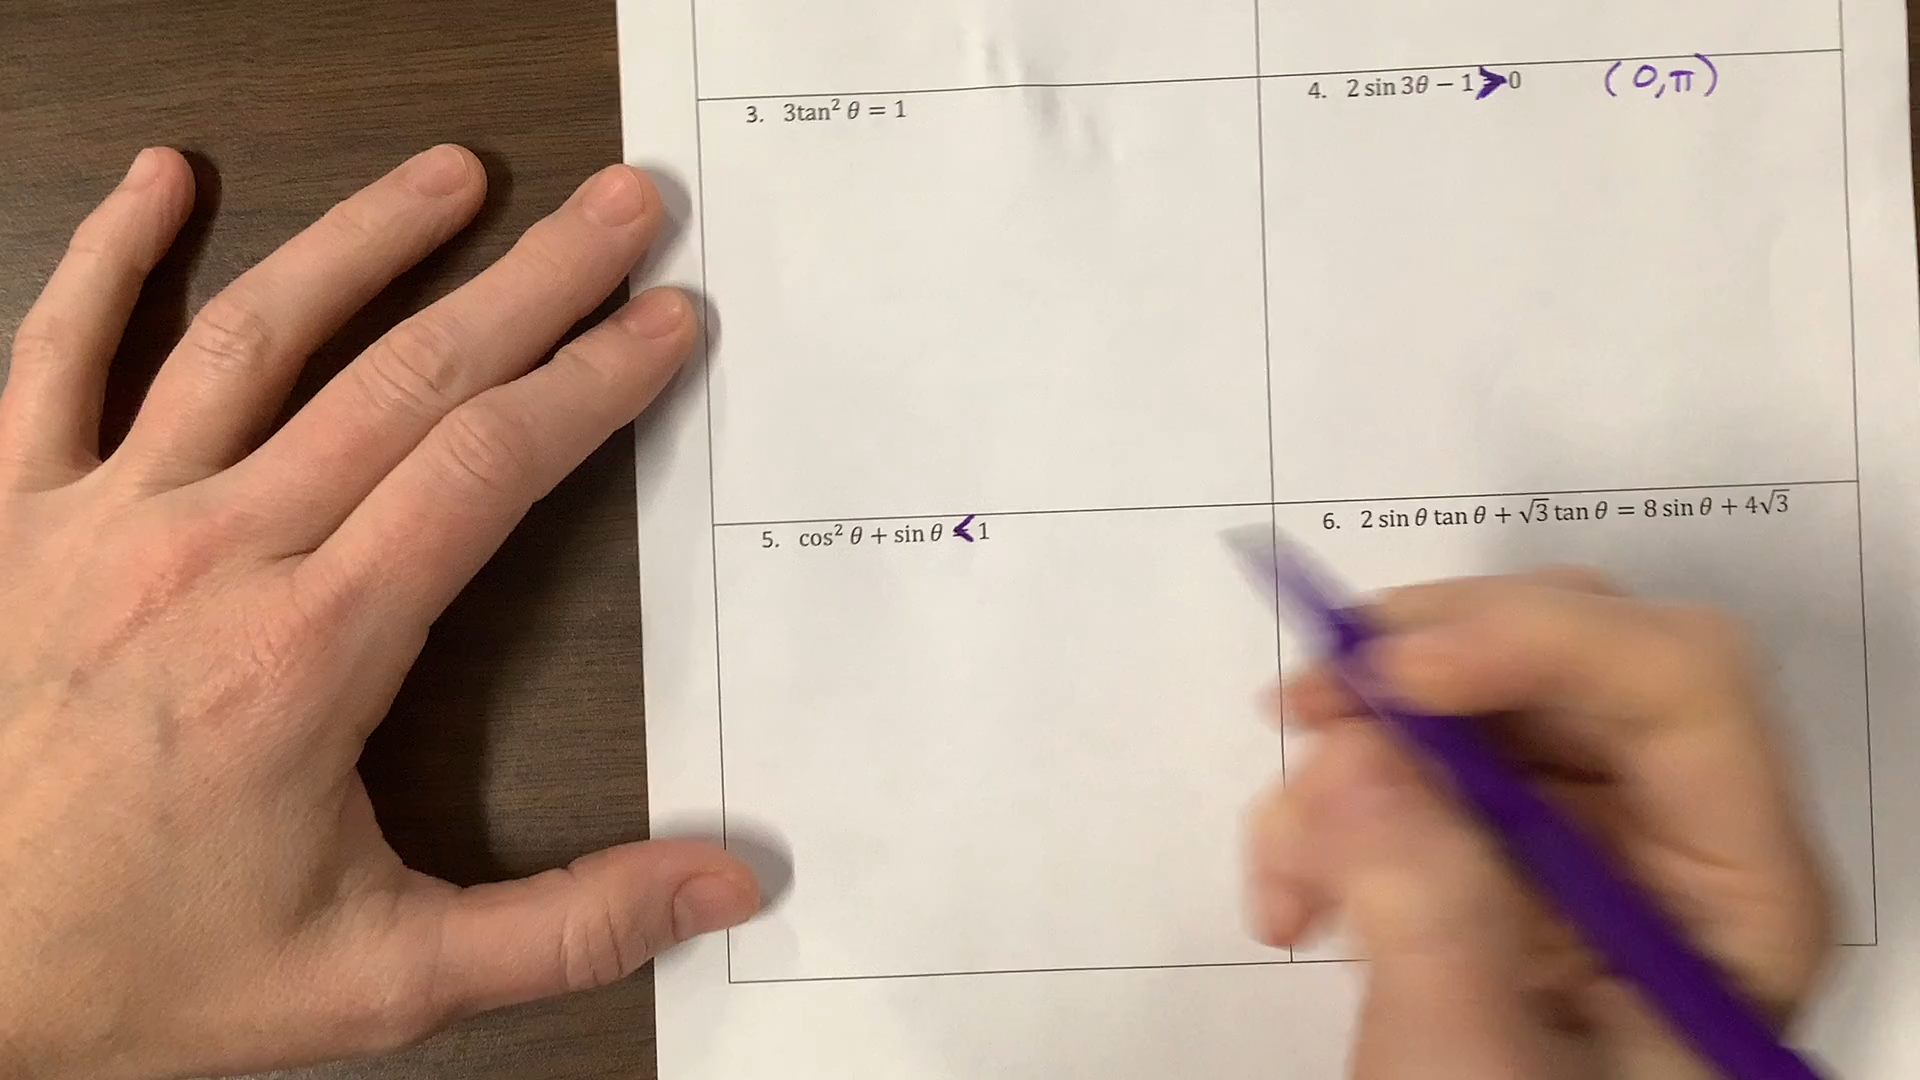 3. 3tan² θ = 1
4. 2 sin 3θ − 1 > 0 (0,π)
5. cos² θ + sin θ < 1
6. 2 sin θ tan θ + √3 tan θ = 8 sin θ + 4√3